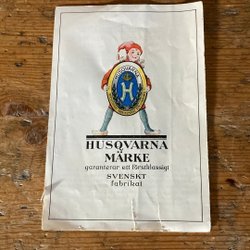 H
HUSQVARNA
MÄRKE
garanterar ett förstklassigt
SVENSKT
fabrikat